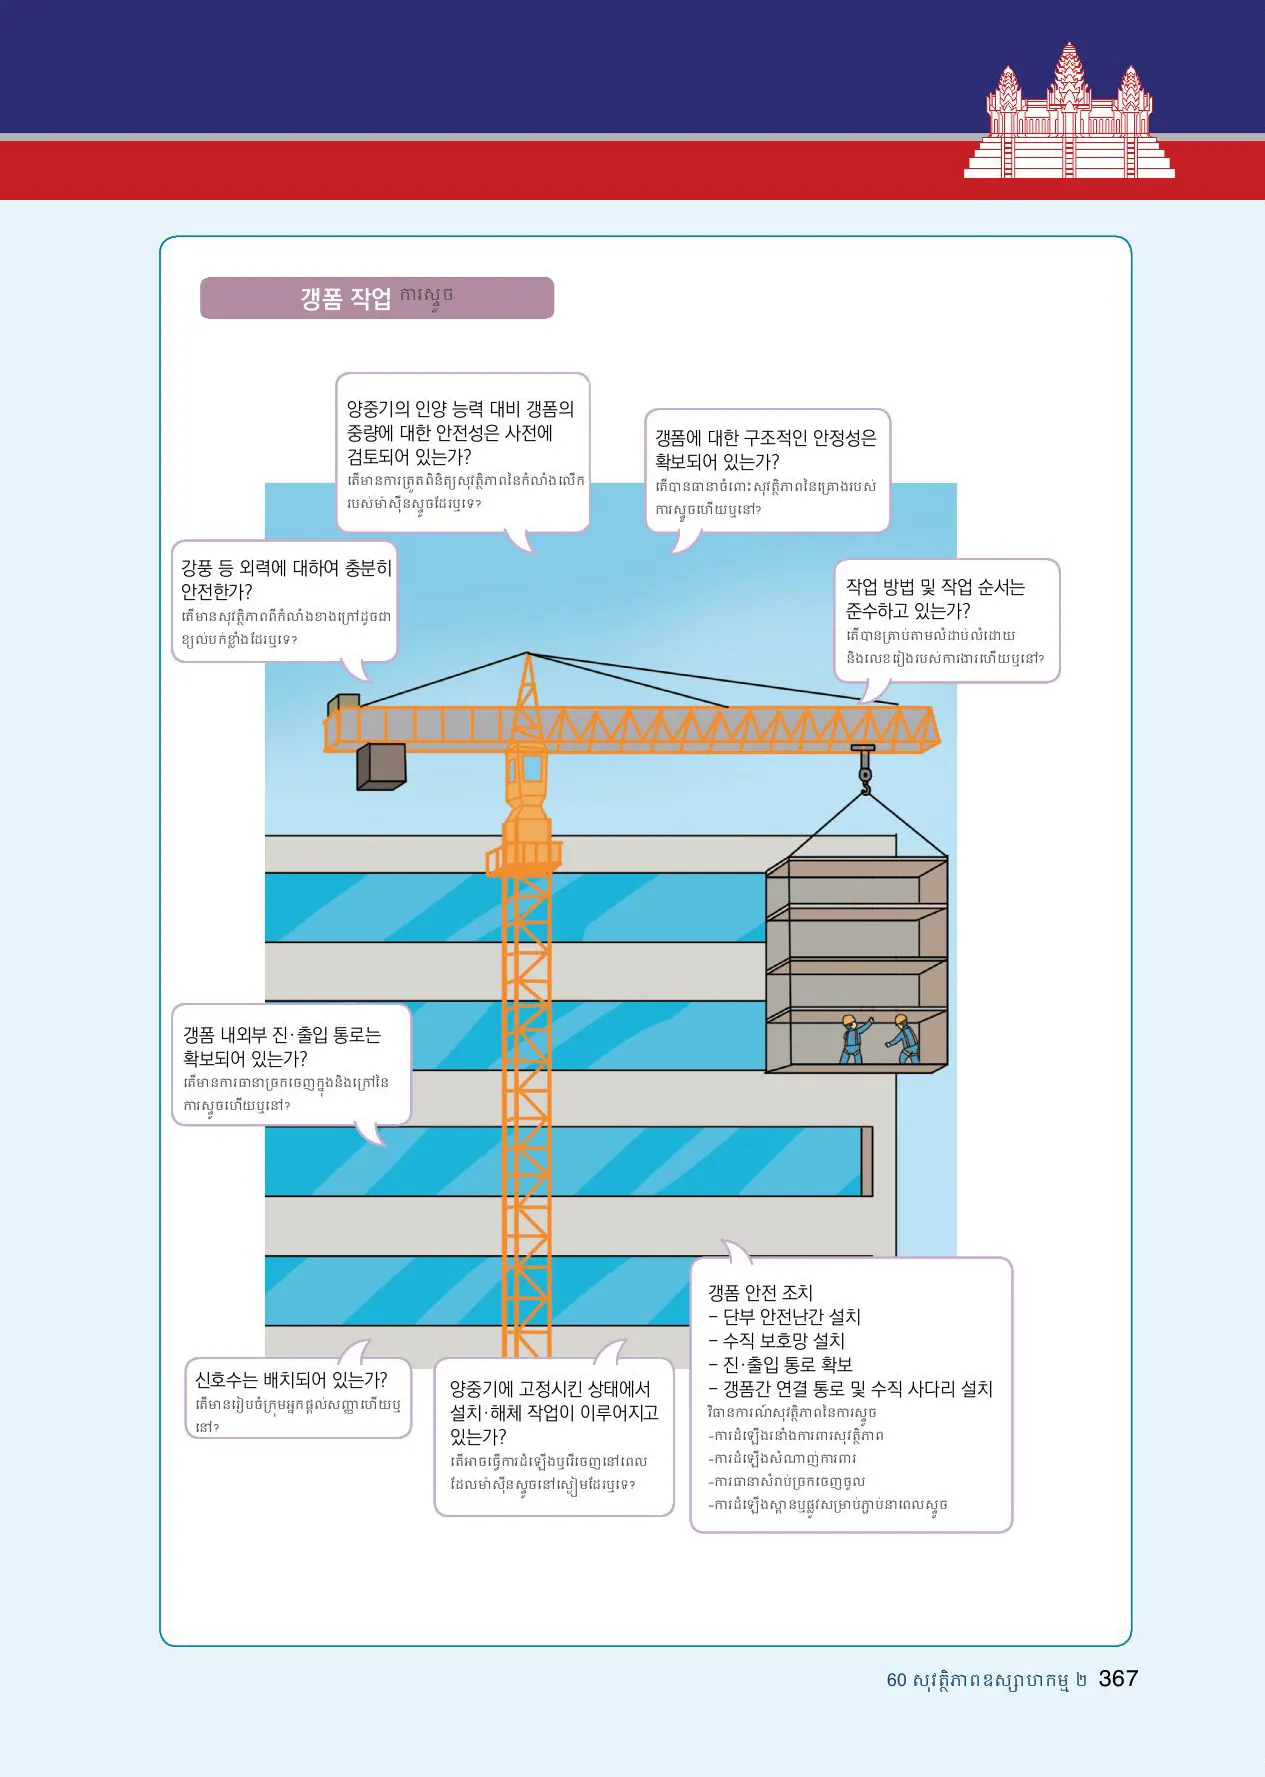 갱폼 작업 ការស្ទូច
양중기의 인양 능력 대비 갱폼의
중량에 대한 안전성은 사전에
검토되어 있는가?
តើមានការត្រួតពិនិត្យសុវត្ថិភាពនៃកំលាំងលើក
របស់ម៉ាស៊ីនស្ទូចដែរឬទេ?
갱폼에 대한 구조적인 안정성은
확보되어 있는가?
តើបានធានាចំពោះសុវត្ថិភាពនៃគ្រោងរបស់
ការស្ទូចហើយឬនៅ?
강풍 등 외력에 대하여 충분히
안전한가?
តើមានសុវត្ថិភាពពីកំលាំងខាងក្រៅដូចជា
ខ្យល់បក់ខ្លាំងដែរឬទេ?
작업 방법 및 작업 순서는
준수하고 있는가?
តើបានត្រាប់តាមលំដាប់លំដោយ
និងលេខរៀងរបស់ការងារហើយឬនៅ?
갱폼 내외부 진·출입 통로는
확보되어 있는가?
តើមានការធានាច្រកចេញក្នុងនិងក្រៅនៃ
ការស្ទូចហើយឬនៅ?
신호수는 배치되어 있는가?
តើមានរៀបចំក្រុមអ្នកផ្តល់សញ្ញាហើយឬ
នៅ?
양중기에 고정시킨 상태에서
설치·해체 작업이 이루어지고
있는가?
តើអាចធ្វើការដំឡើងឬរើចេញនៅពេល
ដែលម៉ាស៊ីនស្ទូចនៅស្ងៀមដែរឬទេ?
갱폼 안전 조치
- 단부 안전난간 설치
- 수직 보호망 설치
- 진·출입 통로 확보
- 갱폼간 연결 통로 및 수직 사다리 설치
វិធានការណ៍សុវត្ថិភាពនៃការស្ទូច
-ការដំឡើងរនាំងការពារសុវត្ថិភាព
-ការដំឡើងសំណាញ់ការពារ
-ការធានាសំរាប់ច្រកចេញចូល
-ការដំឡើងស្ពានឬផ្លូវសម្រាប់ភ្ជាប់នាពេលស្ទូច
60 សុវត្ថិភាពឧស្សាហកម្ម ២ 367